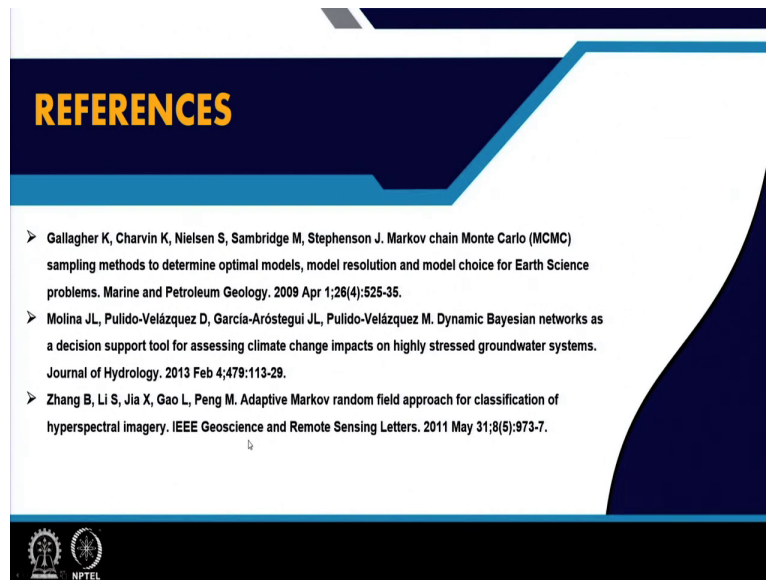 REFERENCES
➢ Gallagher K, Charvin K, Nielsen S, Sambridge M, Stephenson J. Markov chain Monte Carlo (MCMC)
sampling methods to determine optimal models, model resolution and model choice for Earth Science
problems. Marine and Petroleum Geology. 2009 Apr 1;26(4):525-35.
➢ Molina JL, Pulido-Velázquez D, García-Aróstegui JL, Pulido-Velázquez M. Dynamic Bayesian networks as
a decision support tool for assessing climate change impacts on highly stressed groundwater systems.
Journal of Hydrology. 2013 Feb 4;479:113-29.
➢ Zhang B, Li S, Jia X, Gao L, Peng M. Adaptive Markov random field approach for classification of
hyperspectral imagery. IEEE Geoscience and Remote Sensing Letters. 2011 May 31;8(5):973-7.
NPTEL